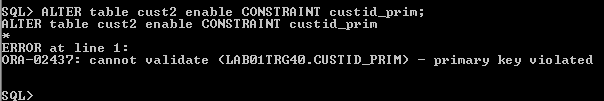 SQL> ALTER table cust2 enable CONSTRAINT custid_prim;
ALTER table cust2 enable CONSTRAINT custid_prim
*
ERROR at line 1:
ORA-02437: cannot validate (LAB01TRG40.CUSTID_PRIM) - primary key violated
SQL>